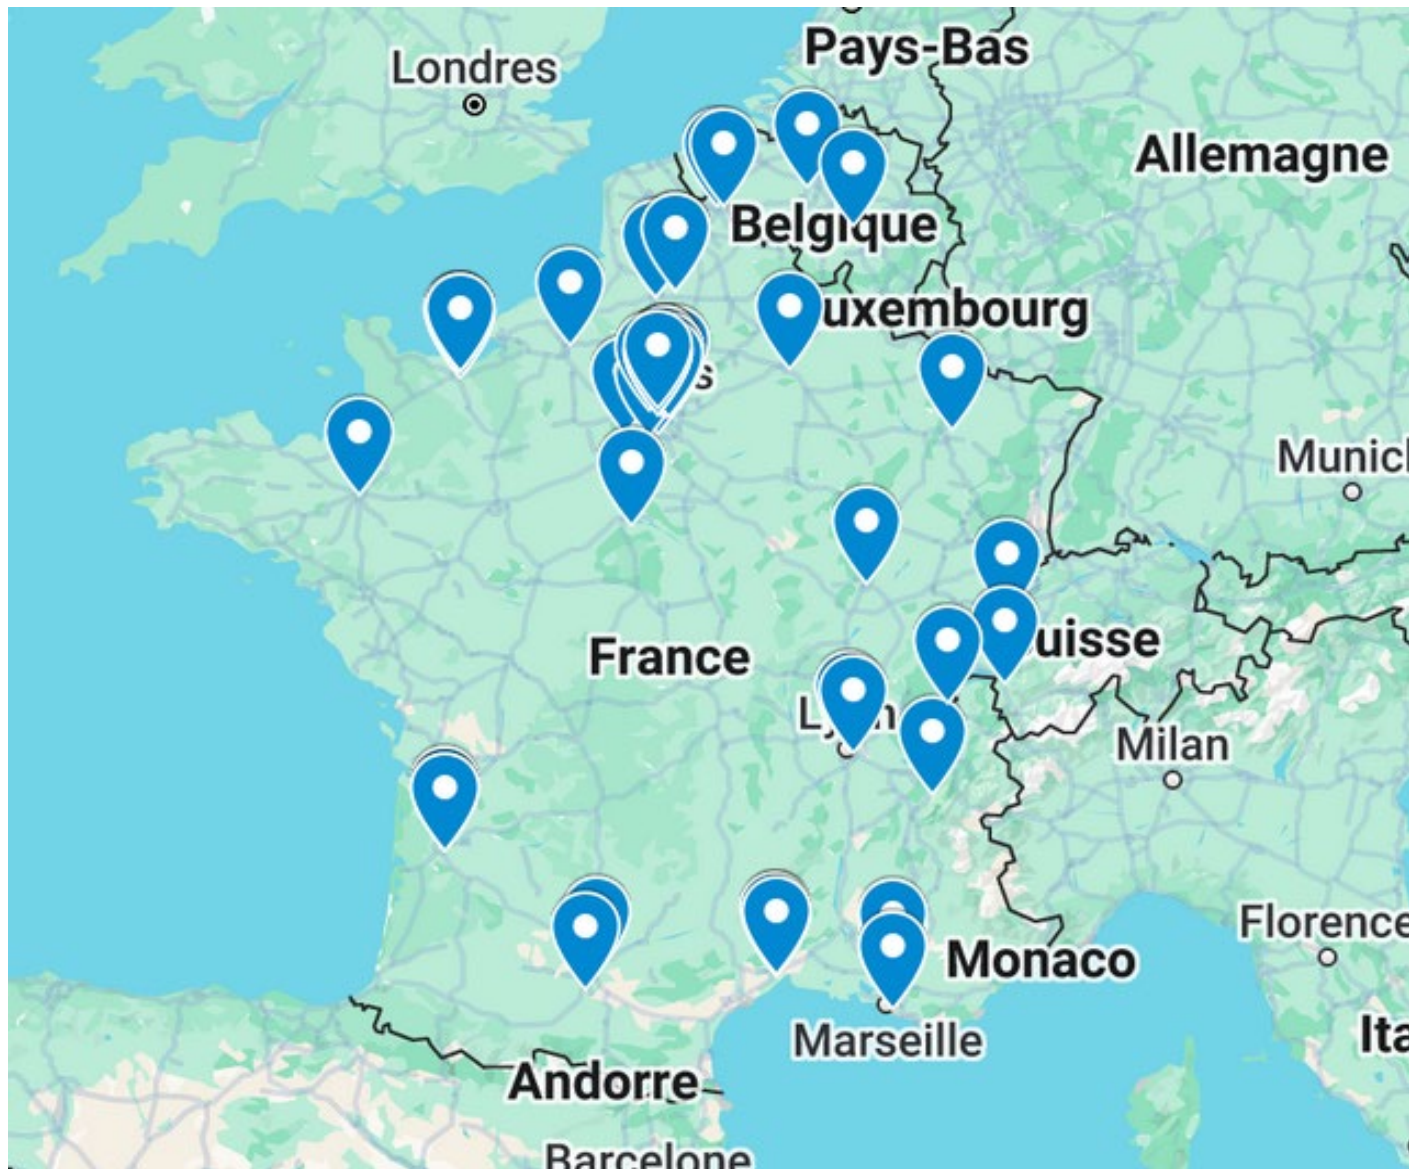 Pays-Bas
Londres
Allemagne
Belgique
uxembourg
s
Munic
France
uisse
Milan
Florence
Monaco
Ita
Marseille
Andorre
Barcelone